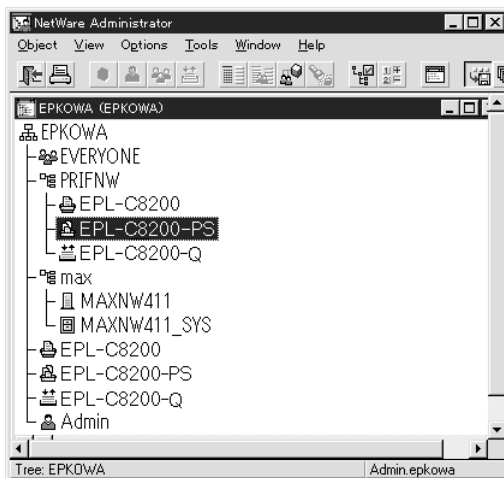 NetWare Administrator
Object View Options Tools Window Help
EPKOWA (EPKOWA)
EPKOWA
EVERYONE
PRIFNW
EPL-C8200
EPL-C8200-PS
EPL-C8200-Q
max
MAXNW411
MAXNW411_SYS
EPL-C8200
EPL-C8200-PS
EPL-C8200-Q
Admin
Tree: EPKOWA Admin.epkowa